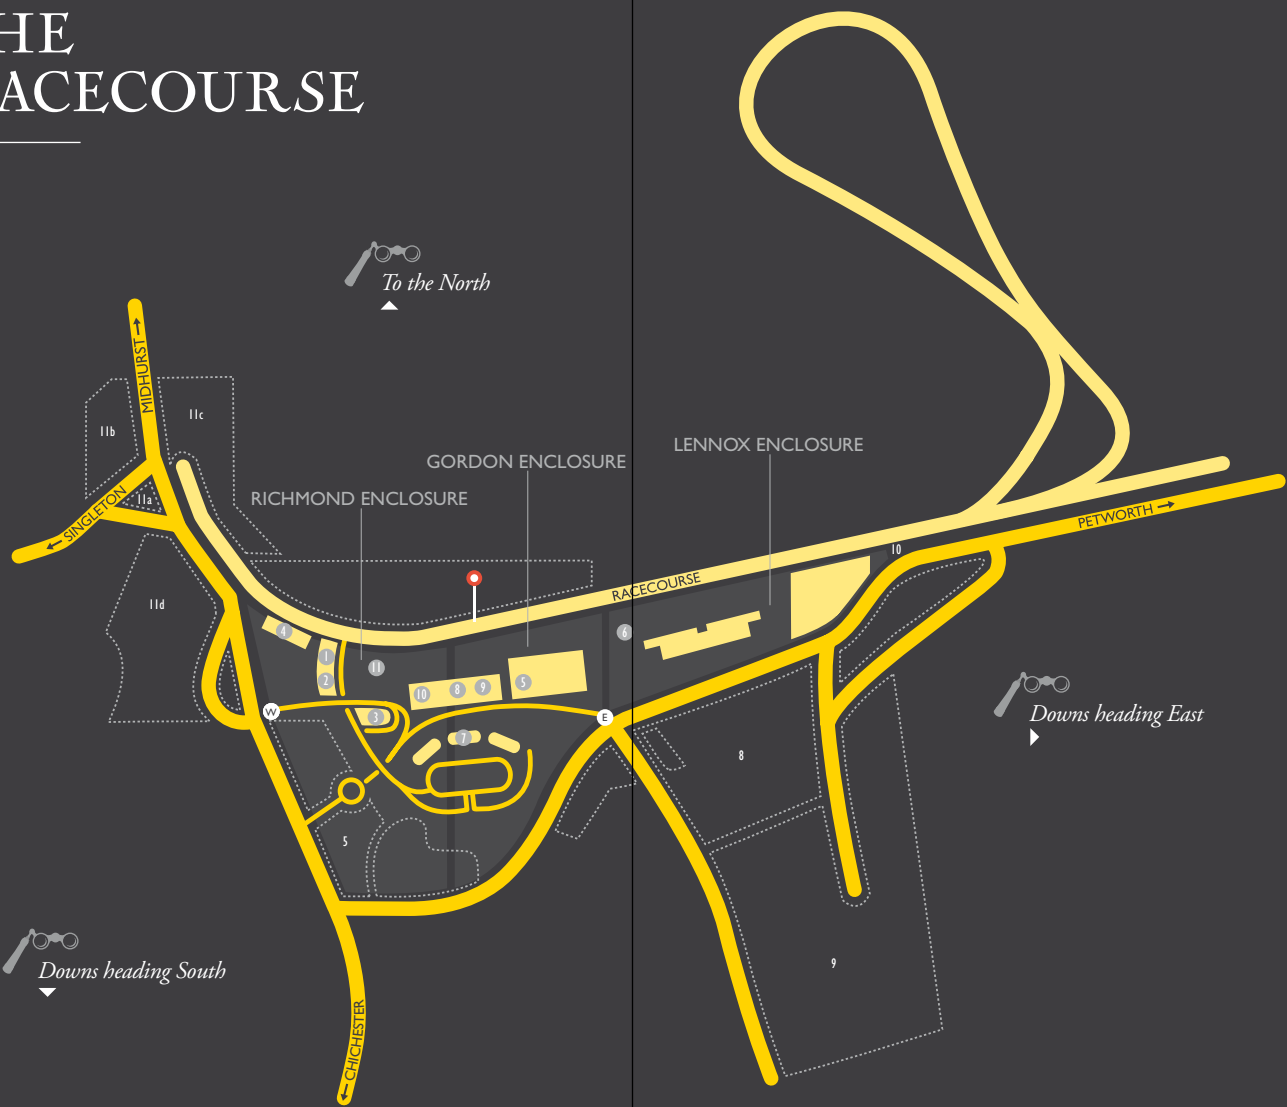 HE
ACECOURSE
To the North
MIDHURST
11c
11b
LENNOX ENCLOSURE
GORDON ENCLOSURE
RICHMOND ENCLOSURE
11a
SINGLETON
PETWORTH
10
RACECOURSE
11d
4
6
1
11
2
10
8
9
5
W
3
E
7
Downs heading East
8
5
9
Downs heading South
CHICHESTER